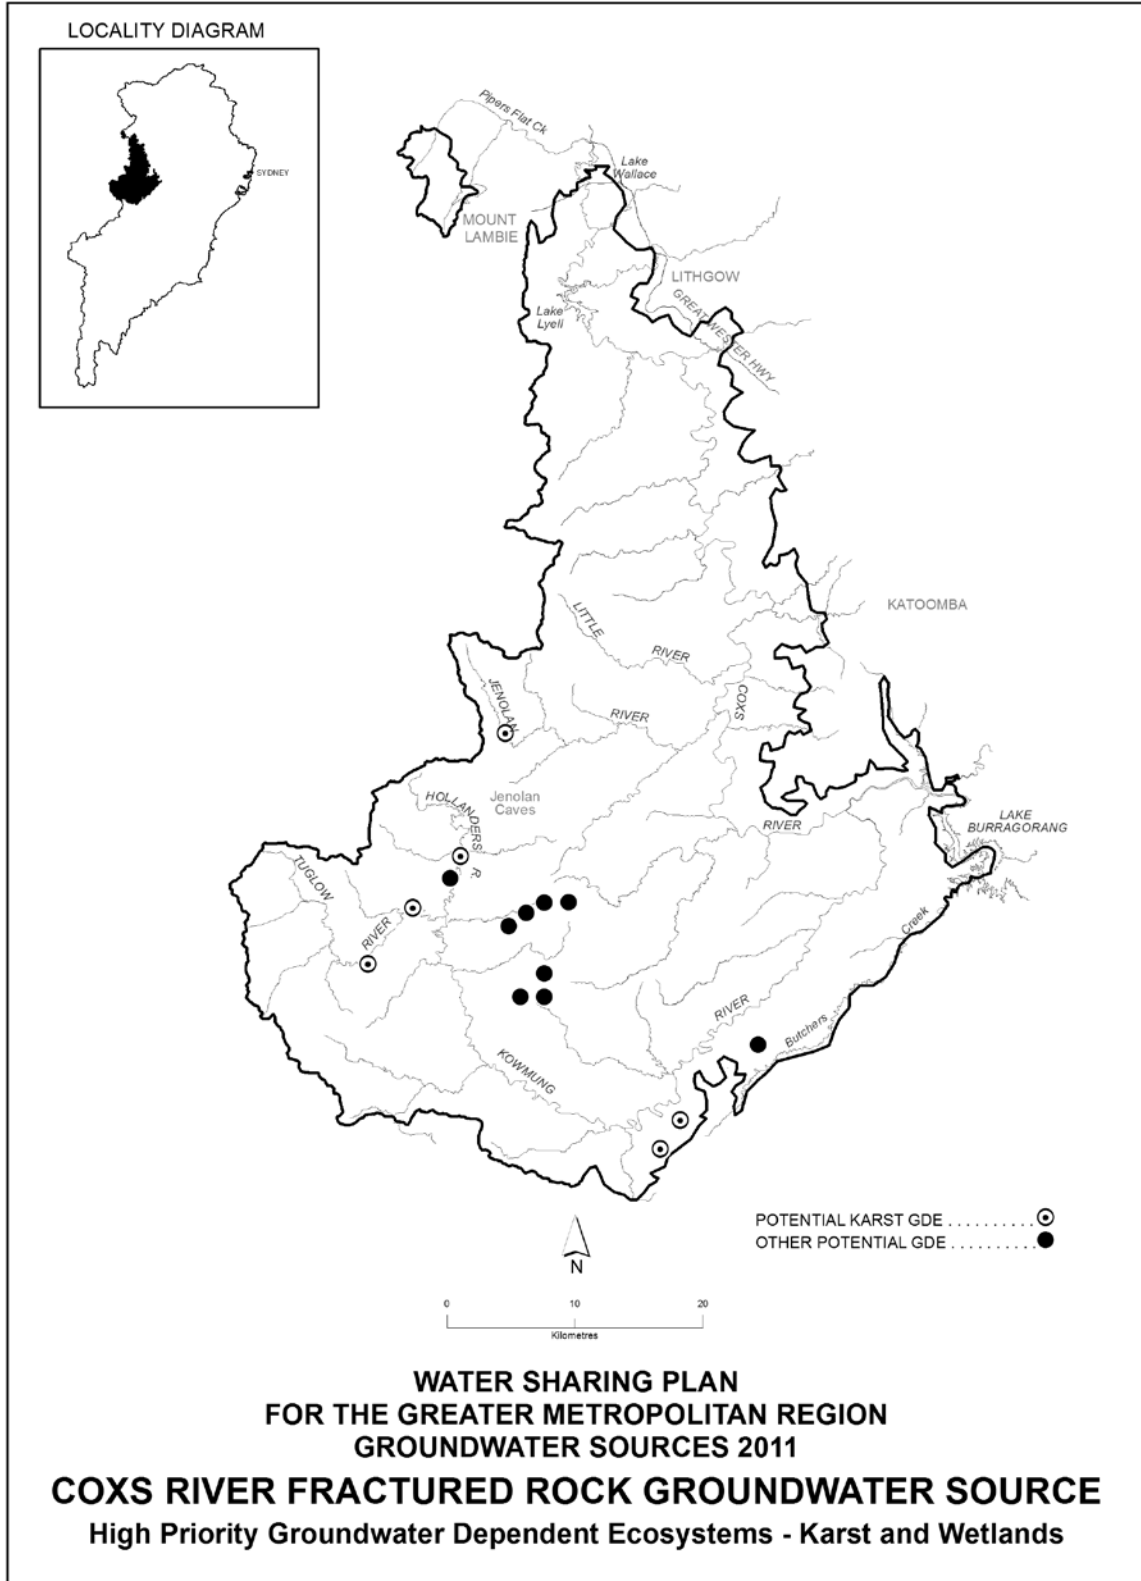 LOCALITY DIAGRAM
SYDNEY
Pipers Flat Ck
Lake
Wallace
MOUNT
LAMBIE
LITHGOW
GREAT WESTER HWY
Lake
Lyell
KATOOMBA
LITTLE
RIVER
COXS
JENOLAN
RIVER
HOLLANDERS R.
Jenolan
Caves
RIVER
LAKE
BURRAGORANG
TUGLOW
RIVER
Creek
RIVER
Butchers
KOWMUNG
POTENTIAL KARST GDE ..........
OTHER POTENTIAL GDE ..........
N
0 10 20
Kilometres
WATER SHARING PLAN
FOR THE GREATER METROPOLITAN REGION
GROUNDWATER SOURCES 2011
COXS RIVER FRACTURED ROCK GROUNDWATER SOURCE
High Priority Groundwater Dependent Ecosystems - Karst and Wetlands